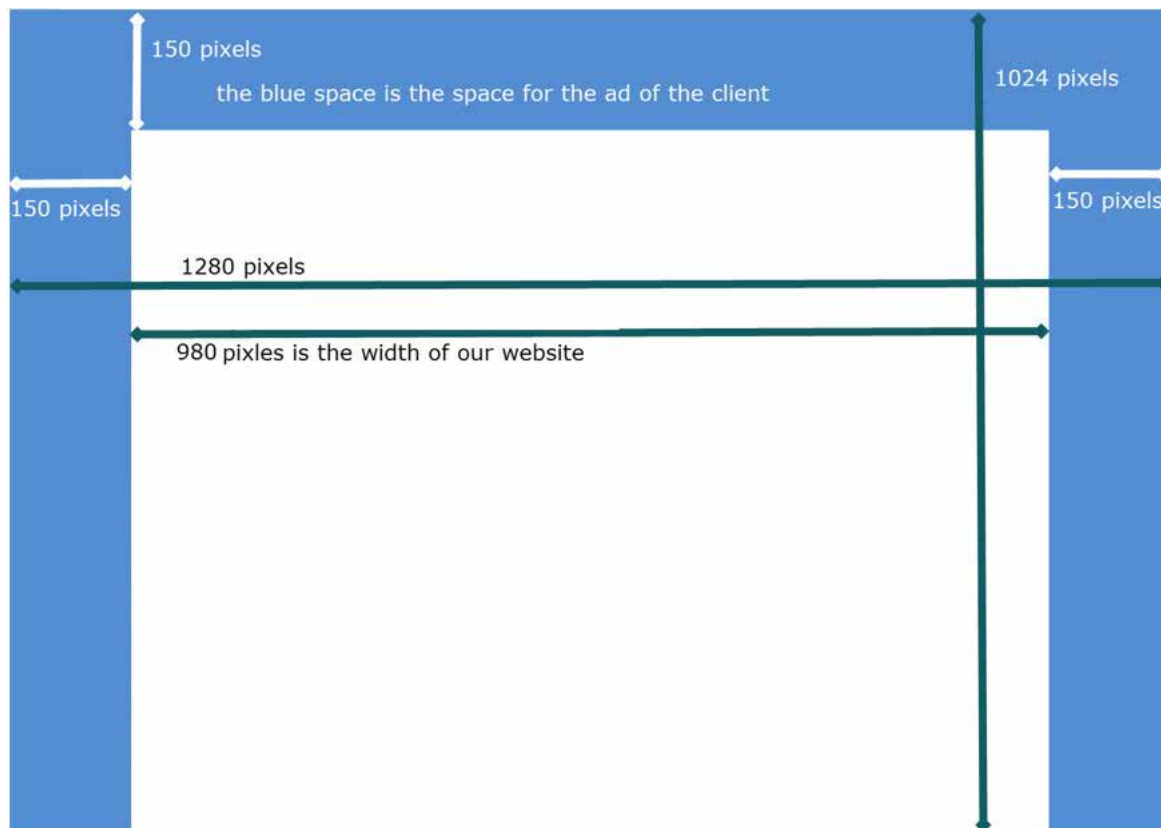 150 pixels
1024 pixels
the blue space is the space for the ad of the client
150 pixels
150 pixels
1280 pixels
980 pixles is the width of our website